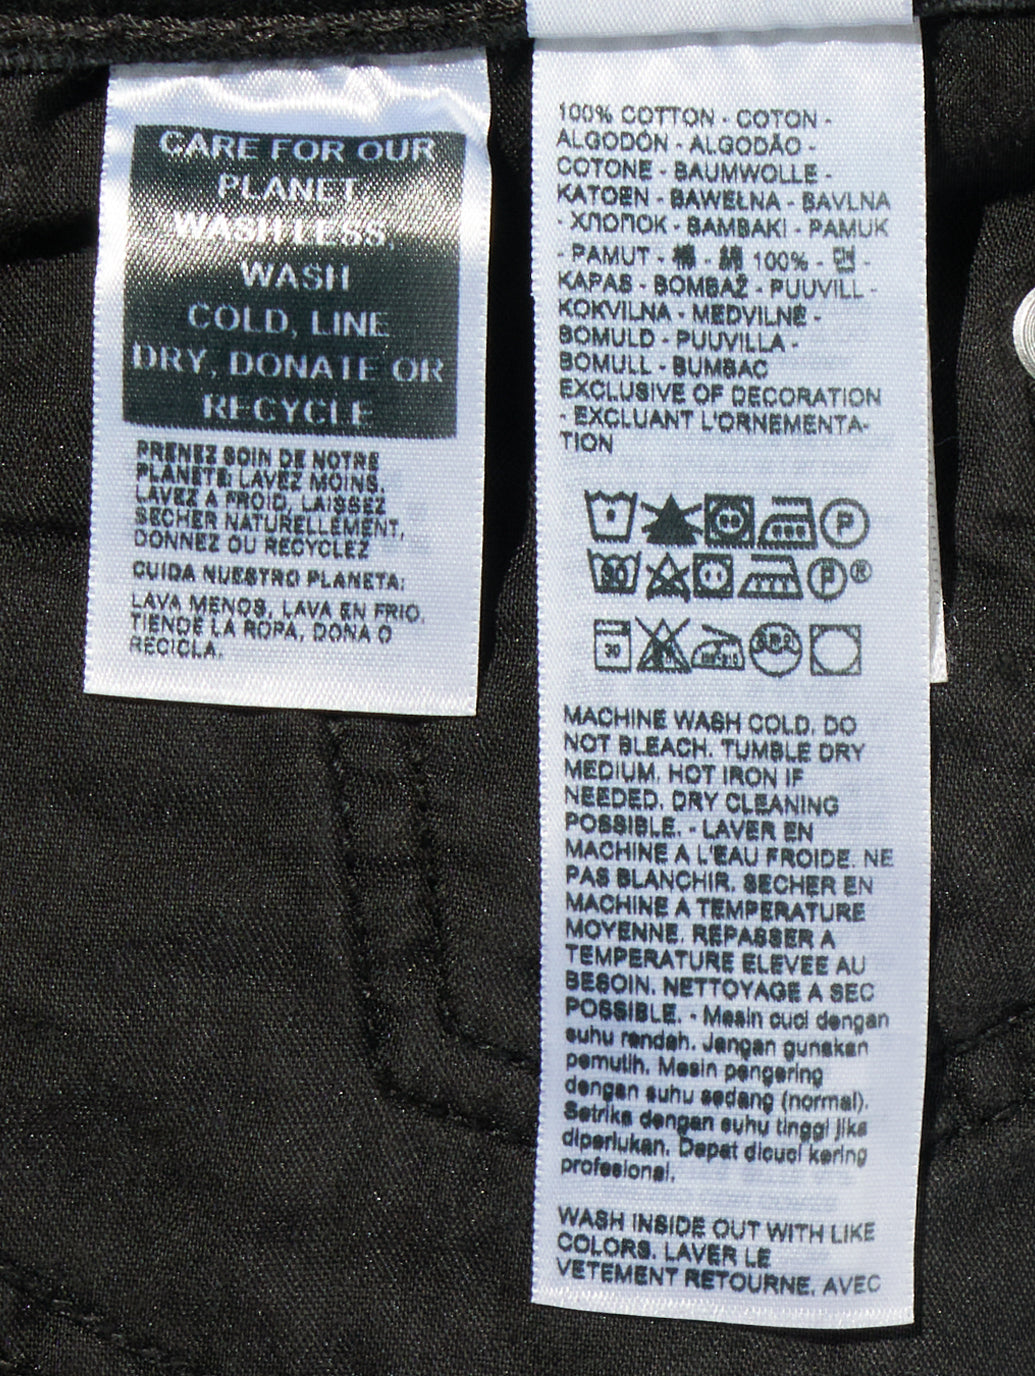 CARE FOR OUR
PLANET:
WASH LESS,
WASH
COLD, LINE
DRY, DONATE OR
RECYCLE
PRENEZ SOIN DE NOTRE
PLANETE: LAVEZ MOINS,
LAVEZ A FROID, LAISSEZ
SECHER NATURELLEMENT,
DONNEZ OU RECYCLEZ
CUIDA NUESTRO PLANETA:
LAVA MENOS, LAVA EN FRIO,
TIENDE LA ROPA, DONA O
RECICLA.
100% COTTON - COTON -
ALGODÓN - ALGODÃO -
COTONE - BAUMWOLLE -
KATOEN - BAWEŁNA - BAVLNA
- ХЛОПОК - BAMBAKI - PAMUK
- PAMUT - 棉 - 綿 100% - 면 -
KAPAS - BOMBAŽ - PUUVILL -
KOKVILNA - MEDVILNĖ -
BOMULD - PUUVILLA -
BOMULL - BUMBAC
EXCLUSIVE OF DECORATION
- EXCLUANT L'ORNEMENTA-
TION
P
30 P ®
30
MACHINE WASH COLD. DO
NOT BLEACH. TUMBLE DRY
MEDIUM. HOT IRON IF
NEEDED. DRY CLEANING
POSSIBLE. - LAVER EN
MACHINE A L'EAU FROIDE. NE
PAS BLANCHIR. SECHER EN
MACHINE A TEMPERATURE
MOYENNE. REPASSER A
TEMPERATURE ELEVEE AU
BESOIN. NETTOYAGE A SEC
POSSIBLE. - Mesin cuci dengan
suhu rendah. Jangan gunakan
pemutih. Mesin pengering
dengan suhu sedang (normal).
Setrika dengan suhu tinggi jika
diperlukan. Dapat dicuci kering
profesional.
WASH INSIDE OUT WITH LIKE
COLORS. LAVER LE
VETEMENT RETOURNE, AVEC